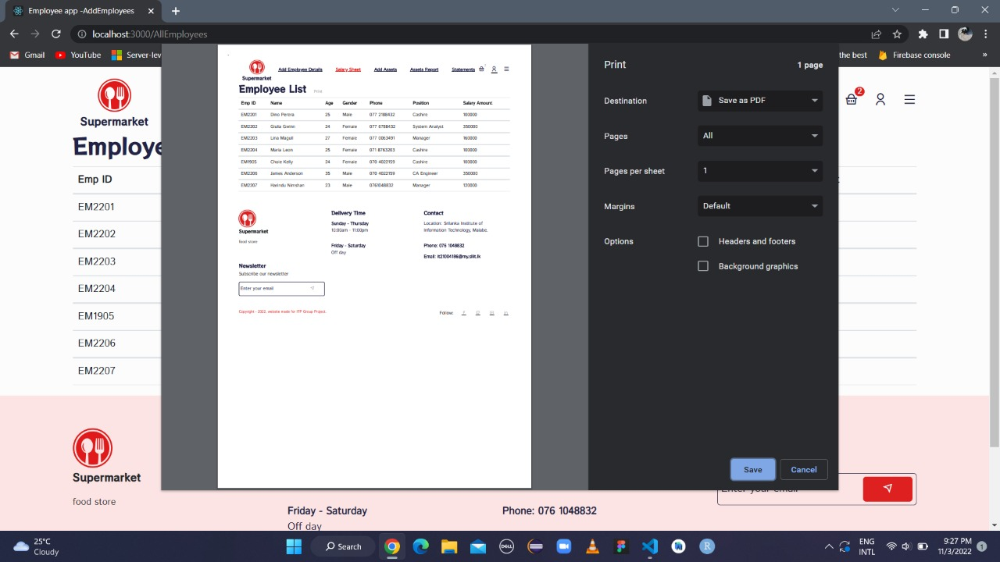 React App
localhost:3000/AllEmployees
Gmail
YouTube
Server-lev
Firebase code
»
Supermarket
Employe
Emp ID
EM2201
EM2202
EM2203
EM2204
EM1905
EM2206
EM2207
Supermarket
food store
Friday - Saturday
Off day
Phone: 076 1048832
2
Supermarket
Add Employee Details
Salary Sheet
Add Assets
Assets Report
Statements
Employee List
Print
Emp ID Name Age Gender Phone Position Salary Amount
EM2201 Dino Perera 25 Male 077 2188432 Cashire 100000
EM2202 Giulia Gwinn 24 Female 077 6788432 System Analyst 350000
EM2203 Lina Magull 27 Female 077 0063491 Manager 160000
EM2204 Maria Leon 25 Female 071 8763203 Cashire 100000
EM1905 Chole Kelly 24 Female 070 4022159 Cashire 100000
EM2206 James Anderson 35 Male 070 4022159 CA Engineer 350000
EM2207 Harindu Nimshan 23 Male 0761048832 Manager 120000
Supermarket
food store
Delivery Time
Sunday - Thursday
10:00am - 11:00pm
Friday - Saturday
Off day
Contact
Location: Srilanka Institute of
Information Technology, Malabe.
Phone: 076 1048832
Email: it21004186@my.sliit.lk
Newsletter
Subscribe our newsletter
Enter your email
Copyright - 2022, website made for ITP Group Project.
Follow:
Print
1 page
Destination
Save as PDF
Pages
All
Pages per sheet
1
Margins
Default
Options
Headers and footers
Background graphics
Save
Cancel
Enter your email
25°C
Cloudy
Search
DELL
R
ENG
INTL
9:27 PM
11/3/2022
1